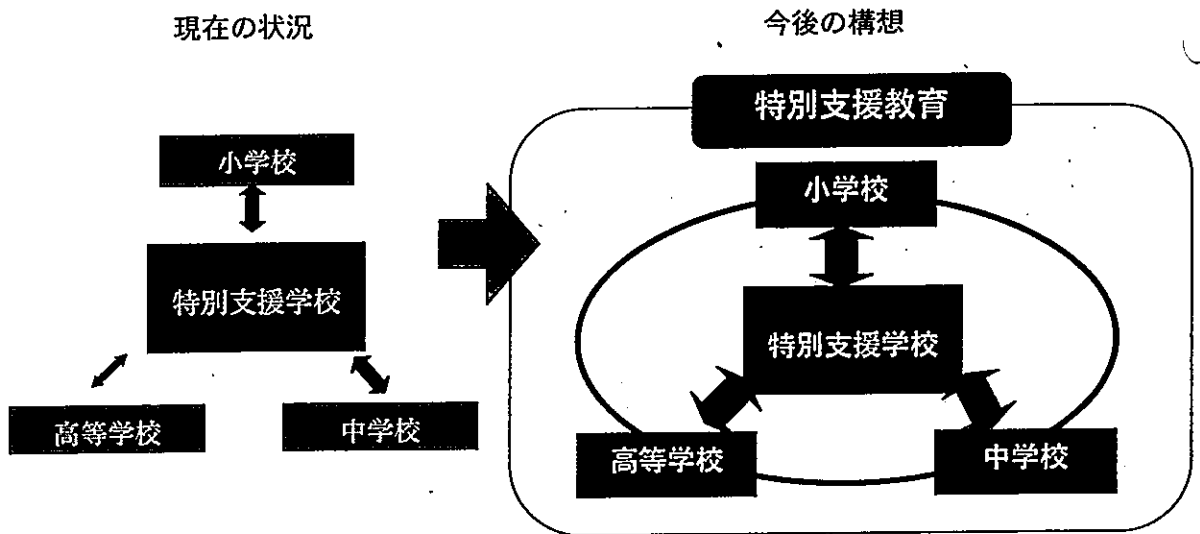 現在の状況
小学校
特別支援学校
高等学校
中学校
今後の構想
特別支援教育
小学校
特別支援学校
高等学校
中学校